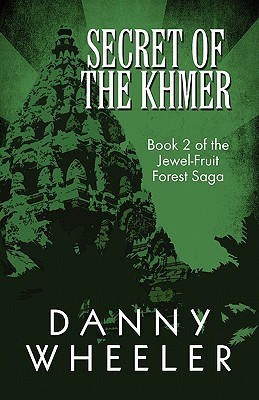 SECRET OF
THE KHMER
Book 2 of the
Jewel-Fruit
Forest Saga
DANNY
WHEELER